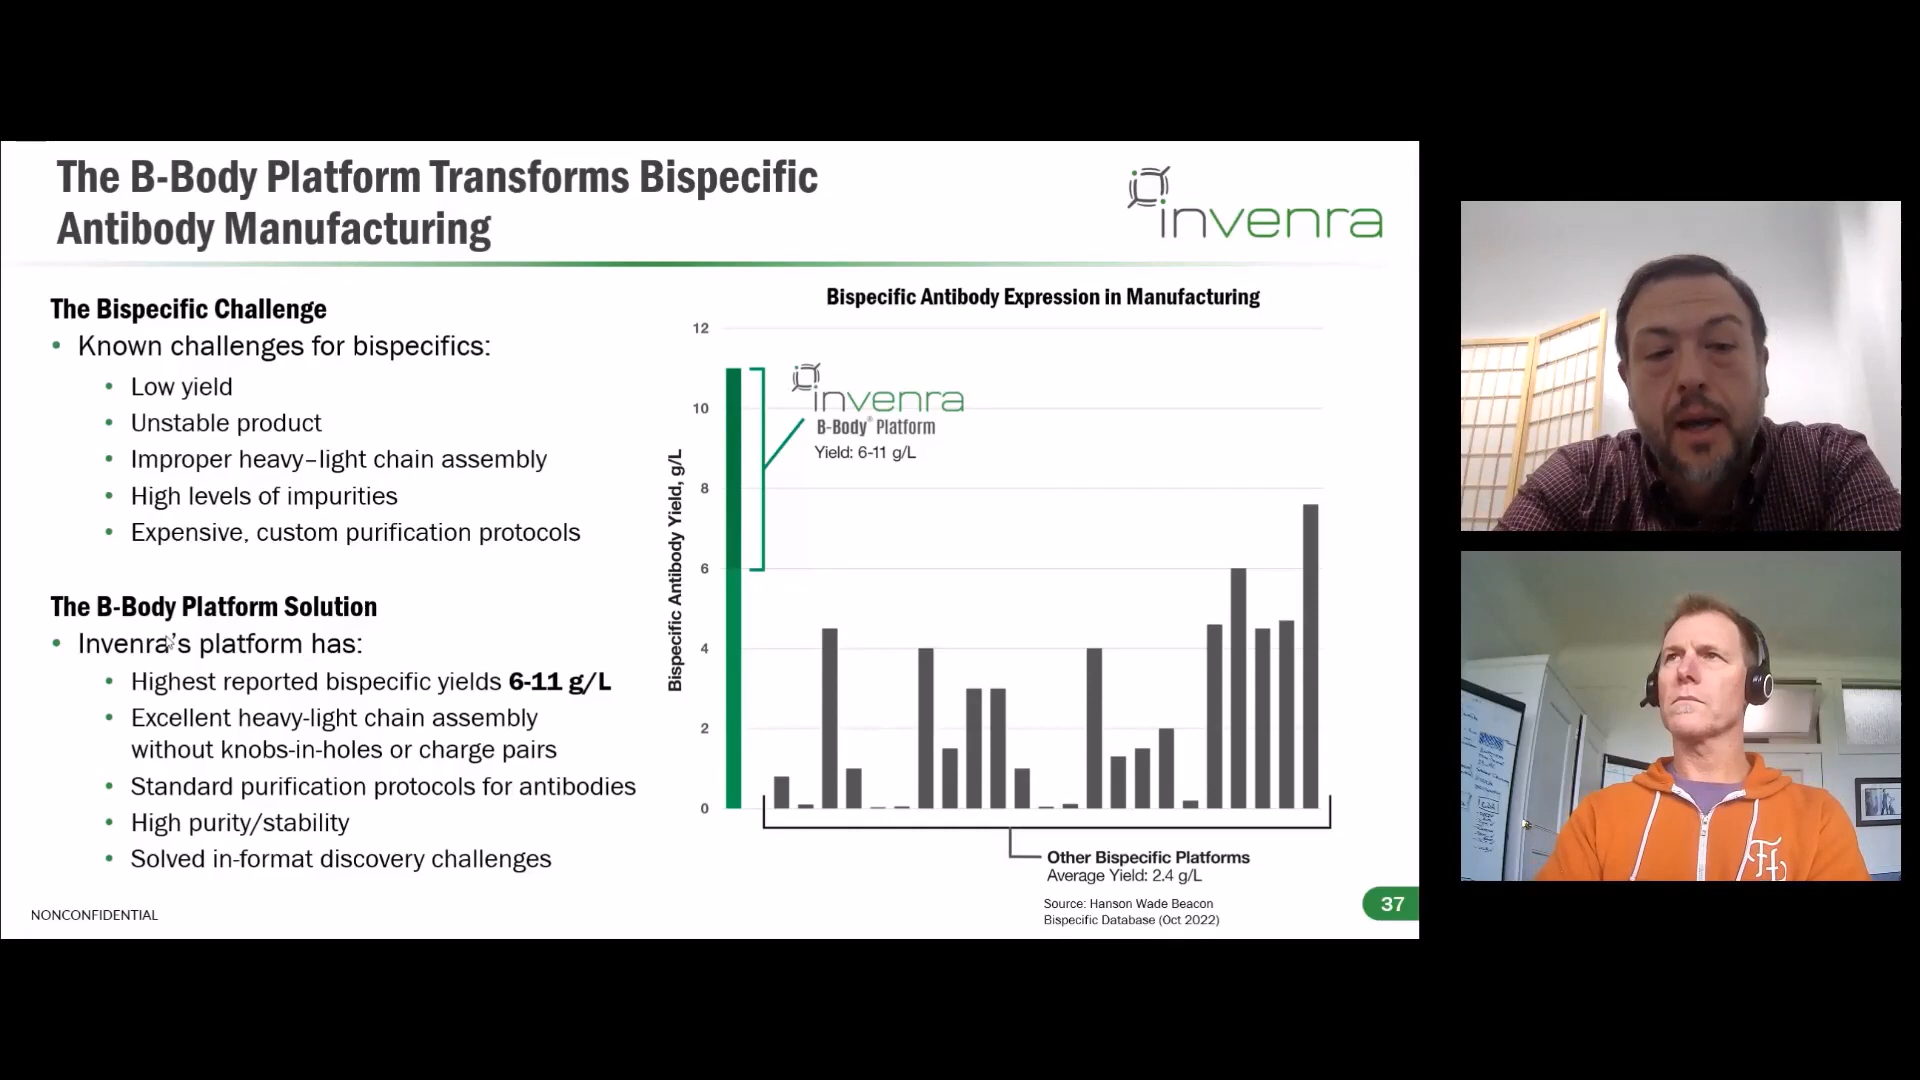 The B-Body Platform Transforms Bispecific
Antibody Manufacturing
invenra
The Bispecific Challenge
• Known challenges for bispecifics:
• Low yield
• Unstable product
• Improper heavy–light chain assembly
• High levels of impurities
• Expensive, custom purification protocols
The B-Body Platform Solution
• Invenra's platform has:
• Highest reported bispecific yields 6-11 g/L
• Excellent heavy-light chain assembly
without knobs-in-holes or charge pairs
• Standard purification protocols for antibodies
• High purity/stability
• Solved in-format discovery challenges
NONCONFIDENTIAL
Bispecific Antibody Expression in Manufacturing
Bispecific Antibody Yield, g/L
12
10
8
6
4
2
0
invenra
B-Body® Platform
Yield: 6-11 g/L
Other Bispecific Platforms
Average Yield: 2.4 g/L
Source: Hanson Wade Beacon
Bispecific Database (Oct 2022)
37